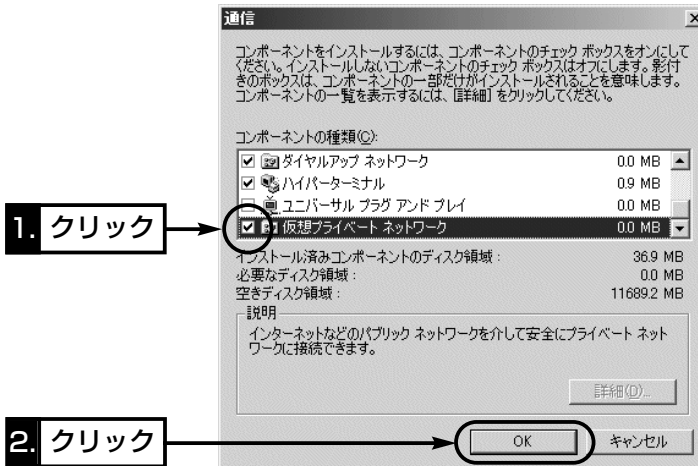 通信
コンポーネントをインストールするには、コンポーネントのチェック ボックスをオンにして
ください。インストールしないコンポーネントのチェック ボックスはオフにします。影付
きのボックスは、コンポーネントの一部だけがインストールされることを意味します。
コンポーネントの一覧を表示するには、[詳細] をクリックしてください。
コンポーネントの種類(C):
ダイヤルアップ ネットワーク 0.0 MB
ハイパーターミナル 0.9 MB
ユニバーサル プラグ アンド プレイ 0.0 MB
1. クリック
仮想プライベート ネットワーク 0.0 MB
インストール済みコンポーネントのディスク領域 : 36.9 MB
必要なディスク領域 : 0.0 MB
空きディスク領域 : 11689.2 MB
説明
インターネットなどのパブリック ネットワークを介して安全にプライベート ネット
ワークに接続できます。
詳細(D)...
2. クリック
OK キャンセル